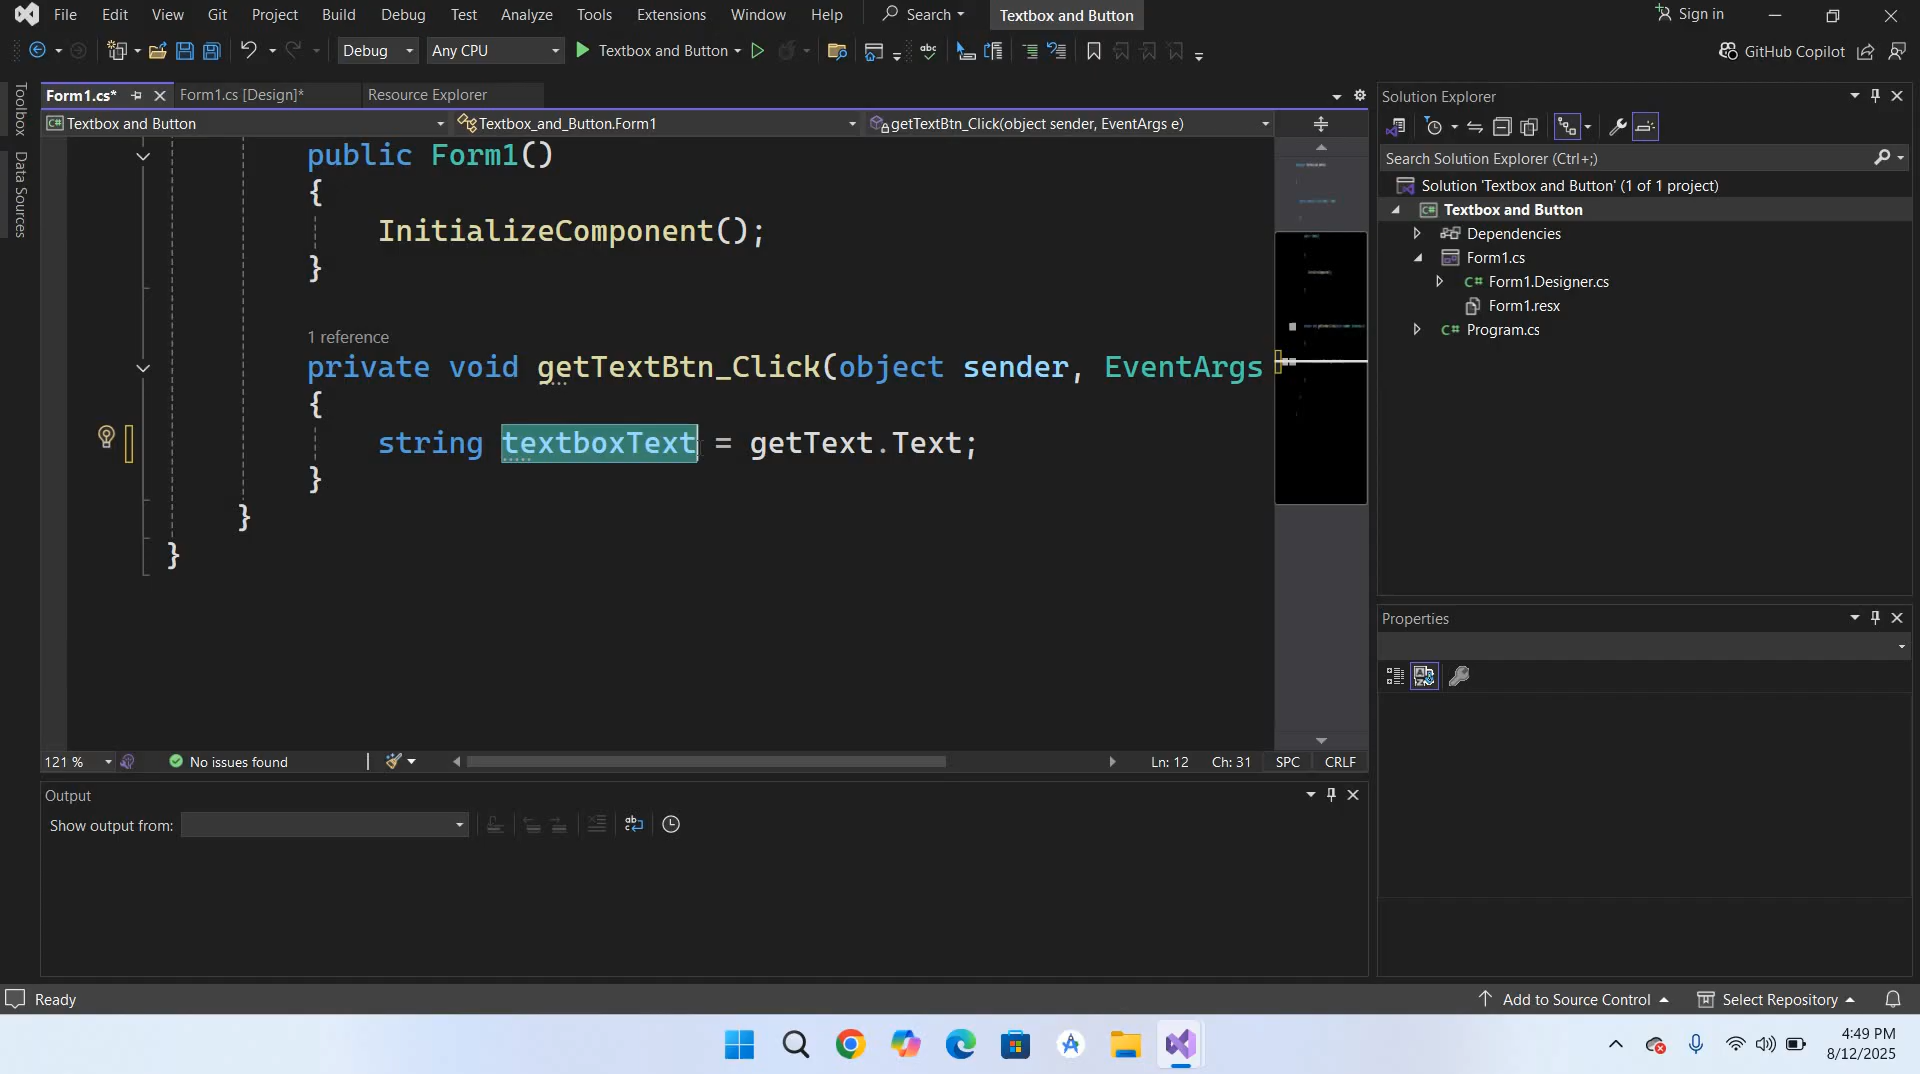 File Edit View Git Project Build Debug Test Analyze Tools Extensions Window Help Search Textbox and Button Sign in
Debug Any CPU Textbox and Button GitHub Copilot
Toolbox
Data Sources
Form1.cs* Form1.cs [Design]* Resource Explorer
Textbox and Button Textbox_and_Button.Form1 getTextBtn_Click(object sender, EventArgs e)
public Form1()
{
InitializeComponent();
}
1 reference
private void getTextBtn_Click(object sender, EventArgs
{
string textboxText = getText.Text;
}
}
}
121 % No issues found Ln: 12 Ch: 31 SPC CRLF
Output
Show output from:
Solution Explorer
Search Solution Explorer (Ctrl+;)
Solution 'Textbox and Button' (1 of 1 project)
Textbox and Button
Dependencies
Form1.cs
Form1.Designer.cs
Form1.resx
Program.cs
Properties
Ready Add to Source Control Select Repository
4:49 PM
8/12/2025